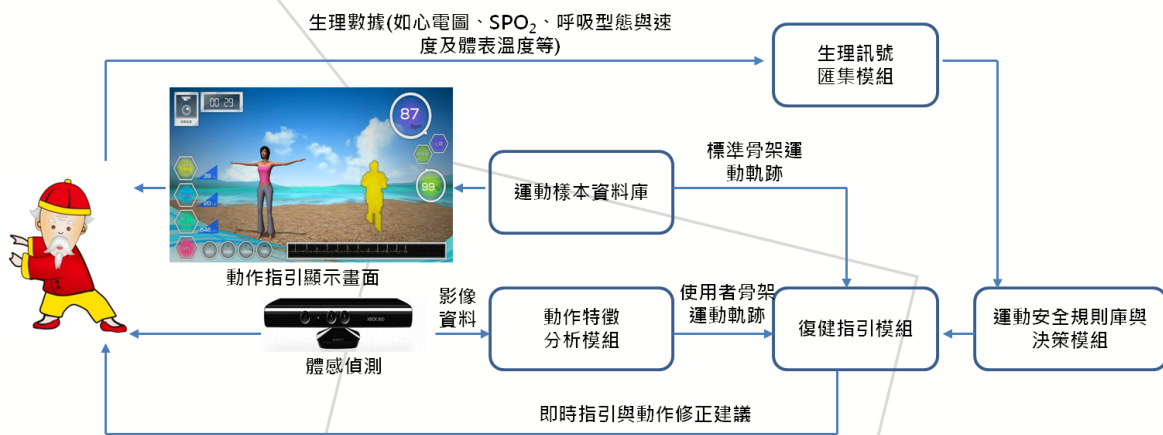 生理數據(如心電圖、SPO₂、呼吸型態與速
度及體表溫度等)
生理訊號
匯集模組
00 29
87
bpm
99
標準骨架運
動軌跡
運動樣本資料庫
動作指引顯示畫面
影像
資料
XBOX 360
體感偵測
動作特徵
分析模組
使用者骨架
運動軌跡
復健指引模組
運動安全規則庫與
決策模組
即時指引與動作修正建議